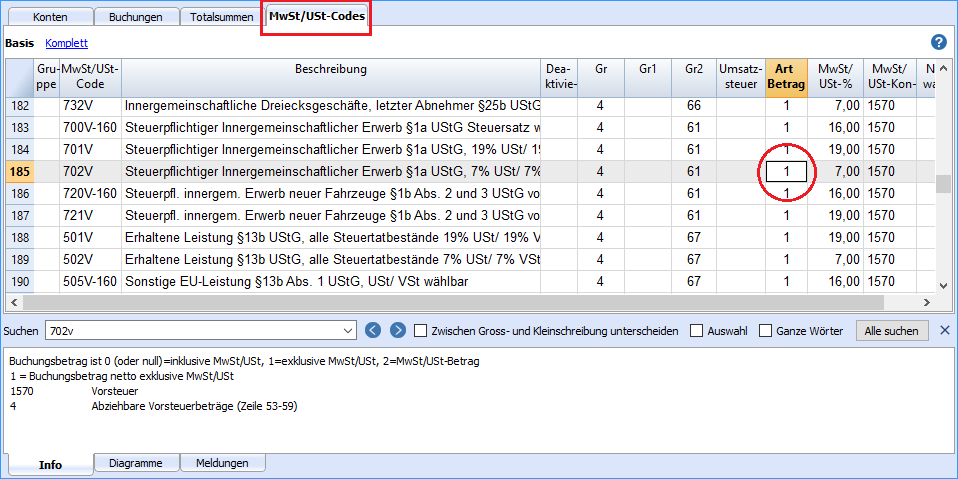 Konten Buchungen Totalsummen MwSt/USt-Codes
Basis Komplett ?
Gru-ppe MwSt/USt-Code Beschreibung Dea-ktivie- Gr Gr1 Gr2 Umsatz-steuer Art Betrag MwSt/USt-% MwSt/USt-Kon- N wa
182 732V Innergemeinschaftliche Dreiecksgeschäfte, letzter Abnehmer §25b UStG 4 66 1 7,00 1570
183 700V-160 Steuerpflichtiger Innergemeinschaftlicher Erwerb §1a UStG Steuersatz w 4 61 1 16,00 1570
184 701V Steuerpflichtiger Innergemeinschaftlicher Erwerb §1a UStG, 19% USt/ 19 4 61 1 19,00 1570
185 702V Steuerpflichtiger Innergemeinschaftlicher Erwerb §1a UStG, 7% USt/ 7% 4 61 1 7,00 1570
186 720V-160 Steuerpfl. innergem. Erwerb neuer Fahrzeuge §1b Abs. 2 und 3 UStG vo 4 61 1 16,00 1570
187 721V Steuerpfl. innergem. Erwerb neuer Fahrzeuge §1b Abs. 2 und 3 UStG vo 4 61 1 19,00 1570
188 501V Erhaltene Leistung §13b UStG, alle Steuertatbestände 19% USt/ 19% V 4 67 1 19,00 1570
189 502V Erhaltene Leistung §13b UStG, alle Steuertatbestände 7% USt/ 7% VSt 4 67 1 7,00 1570
190 505V-160 Sonstige EU-Leistung §13b Abs. 1 UStG, USt/ VSt wählbar 4 67 1 16,00 1570
Suchen 702v Zwischen Gross- und Kleinschreibung unterscheiden Auswahl Ganze Wörter Alle suchen
Buchungsbetrag ist 0 (oder null)=inklusive MwSt/USt, 1=exklusive MwSt/USt, 2=MwSt/USt-Betrag
1 = Buchungsbetrag netto exklusive MwSt/USt
1570 Vorsteuer
4 Abziehbare Vorsteuerbeträge (Zeile 53-59)
Info Diagramme Meldungen